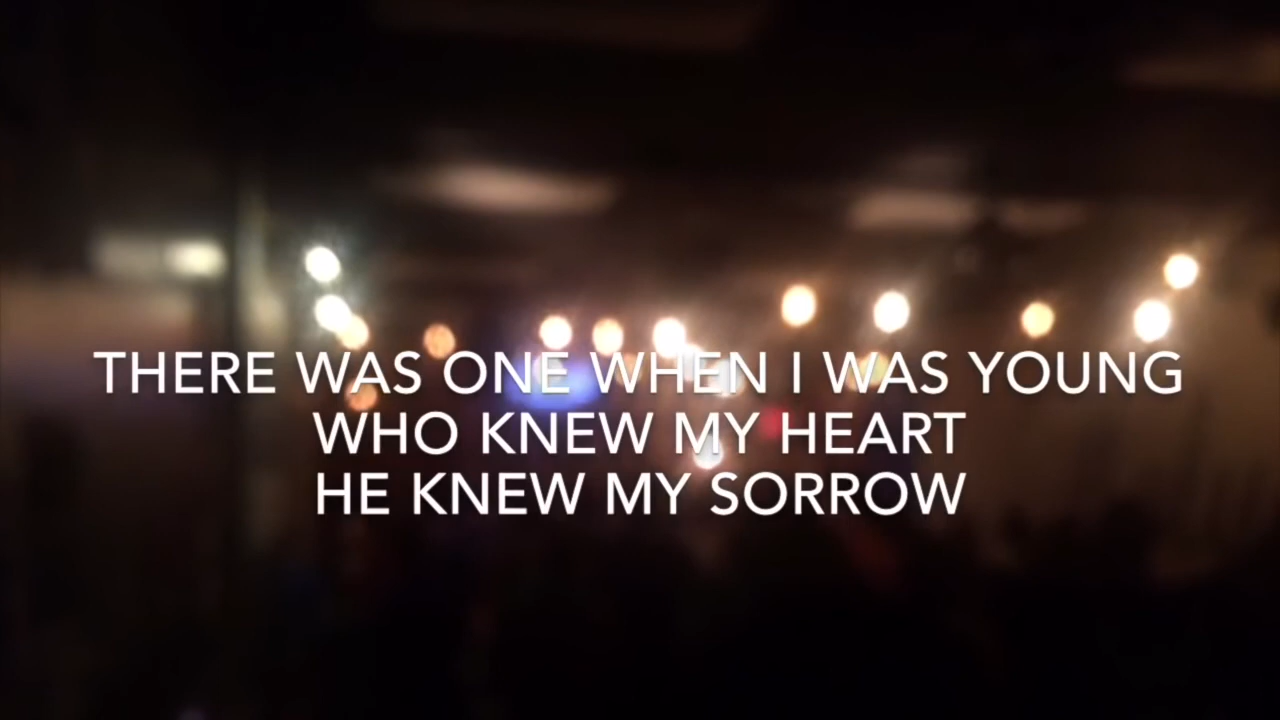 THERE WAS ONE WHEN I WAS YOUNG
WHO KNEW MY HEART
HE KNEW MY SORROW